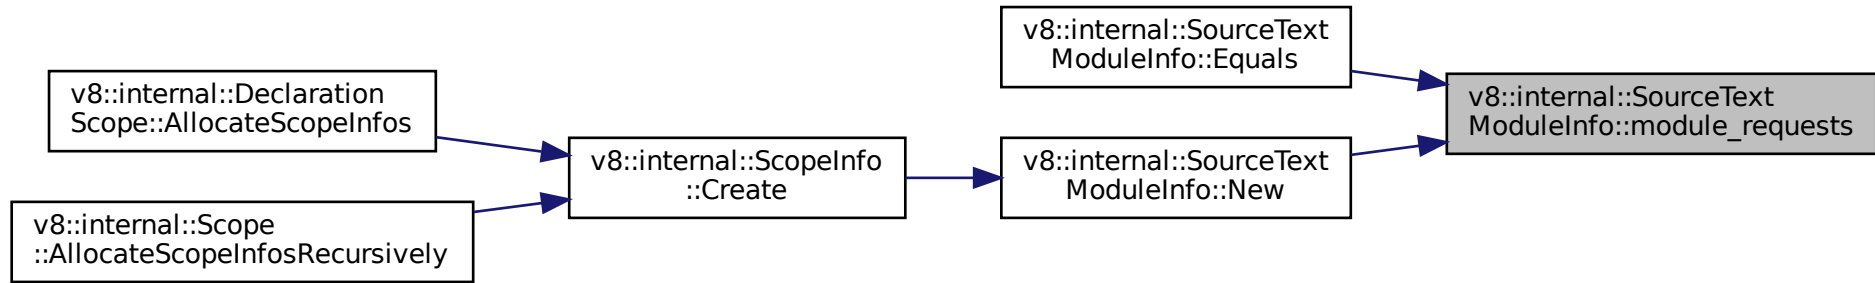 v8::internal::Declaration
Scope::AllocateScopeInfos
v8::internal::Scope
::AllocateScopeInfosRecursively
v8::internal::ScopeInfo
::Create
v8::internal::SourceText
ModuleInfo::Equals
v8::internal::SourceText
ModuleInfo::New
v8::internal::SourceText
ModuleInfo::module_requests